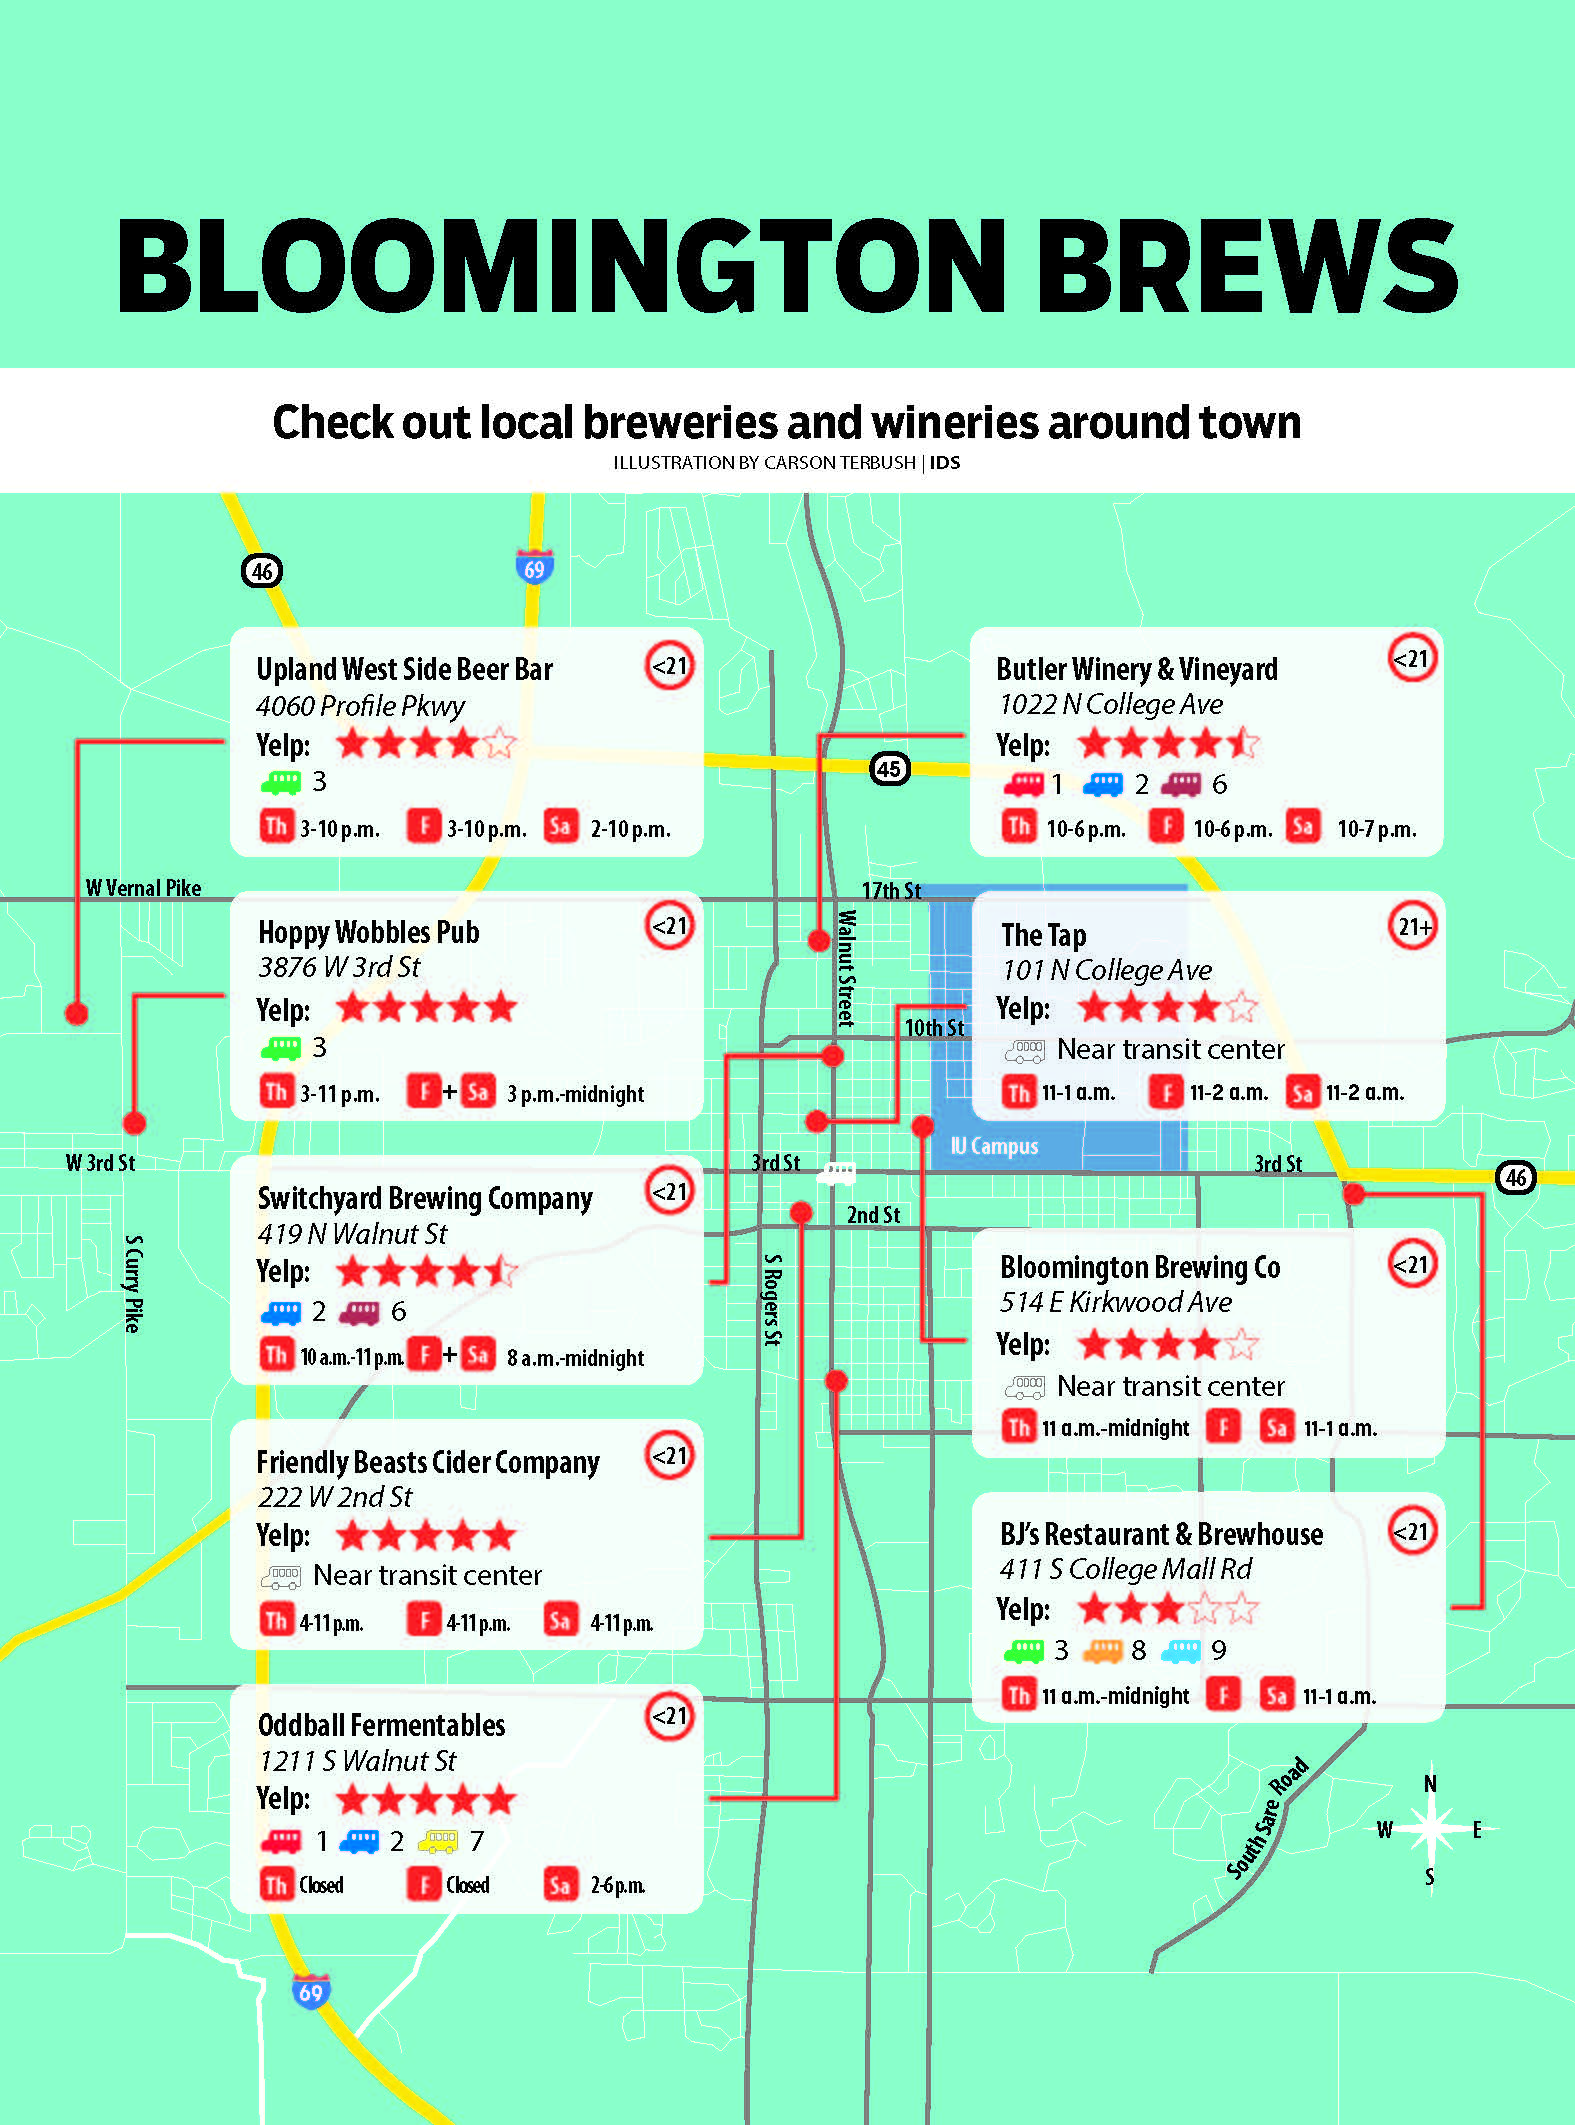 BLOOMINGTON BREWS
Check out local breweries and wineries around town
ILLUSTRATION BY CARSON TERBUSH | IDS
46
69
Upland West Side Beer Bar
<21
4060 Profile Pkwy
Yelp:
3
Th 3-10 p.m. F 3-10 p.m. Sa 2-10 p.m.
Butler Winery & Vineyard
<21
1022 N College Ave
Yelp:
1 2 6
Th 10-6 p.m. F 10-6 p.m. Sa 10-7 p.m.
45
W Vernal Pike
17th St
Walnut Street
10th St
Hoppy Wobbles Pub
<21
3876 W 3rd St
Yelp:
3
Th 3-11 p.m. F + Sa 3 p.m.-midnight
The Tap
21+
101 N College Ave
Yelp:
Near transit center
Th 11-1 a.m. F 11-2 a.m. Sa 11-2 a.m.
IU Campus
W 3rd St
3rd St
3rd St
46
2nd St
S Curry Pike
S Rogers St
Switchyard Brewing Company
<21
419 N Walnut St
Yelp:
2 6
Th 10 a.m.-11 p.m. F + Sa 8 a.m.-midnight
Bloomington Brewing Co
<21
514 E Kirkwood Ave
Yelp:
Near transit center
Th 11 a.m.-midnight F Sa 11-1 a.m.
Friendly Beasts Cider Company
<21
222 W 2nd St
Yelp:
Near transit center
Th 4-11 p.m. F 4-11 p.m. Sa 4-11 p.m.
BJ's Restaurant & Brewhouse
<21
411 S College Mall Rd
Yelp:
3 8 9
Th 11 a.m.-midnight F Sa 11-1 a.m.
Oddball Fermentables
<21
1211 S Walnut St
Yelp:
1 2 7
Th Closed F Closed Sa 2-6 p.m.
South Sare Road
N
W E
S
69